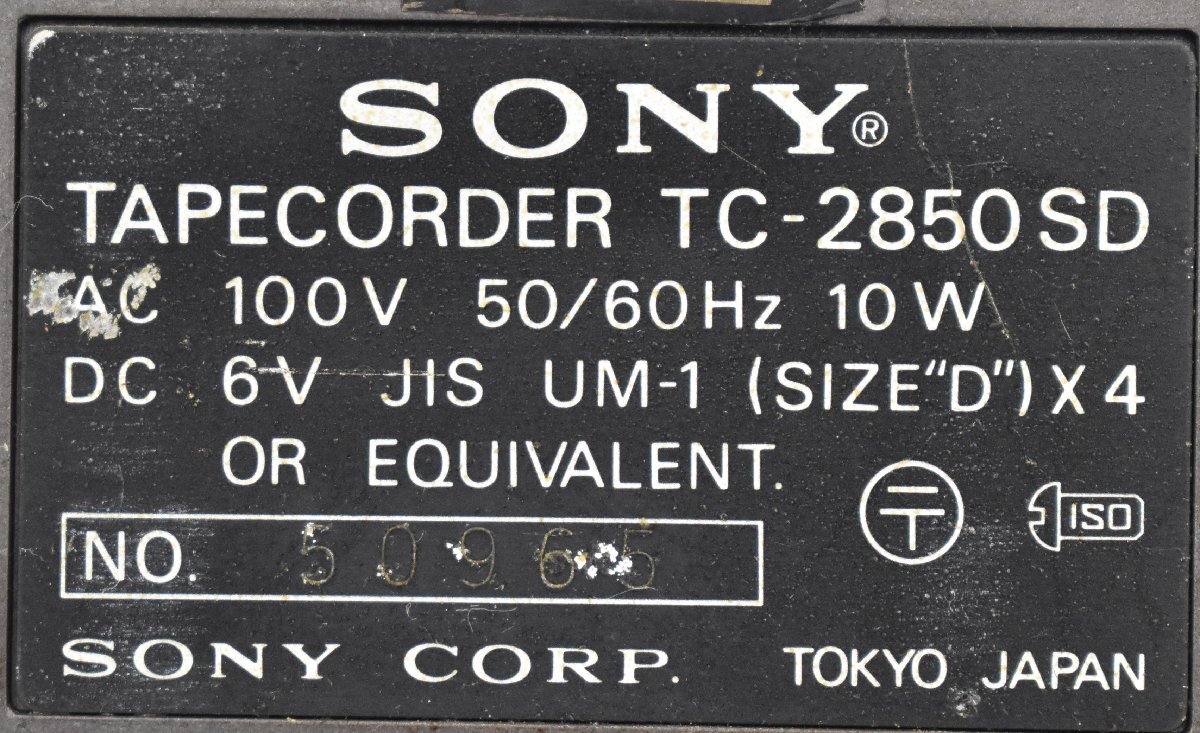 SONY®
TAPECORDER TC-2850SD
AC 100V 50/60Hz 10W
DC 6V JIS UM-1 (SIZE"D") X 4
OR EQUIVALENT.
〒 ISO
NO. 50965
SONY CORP. TOKYO JAPAN